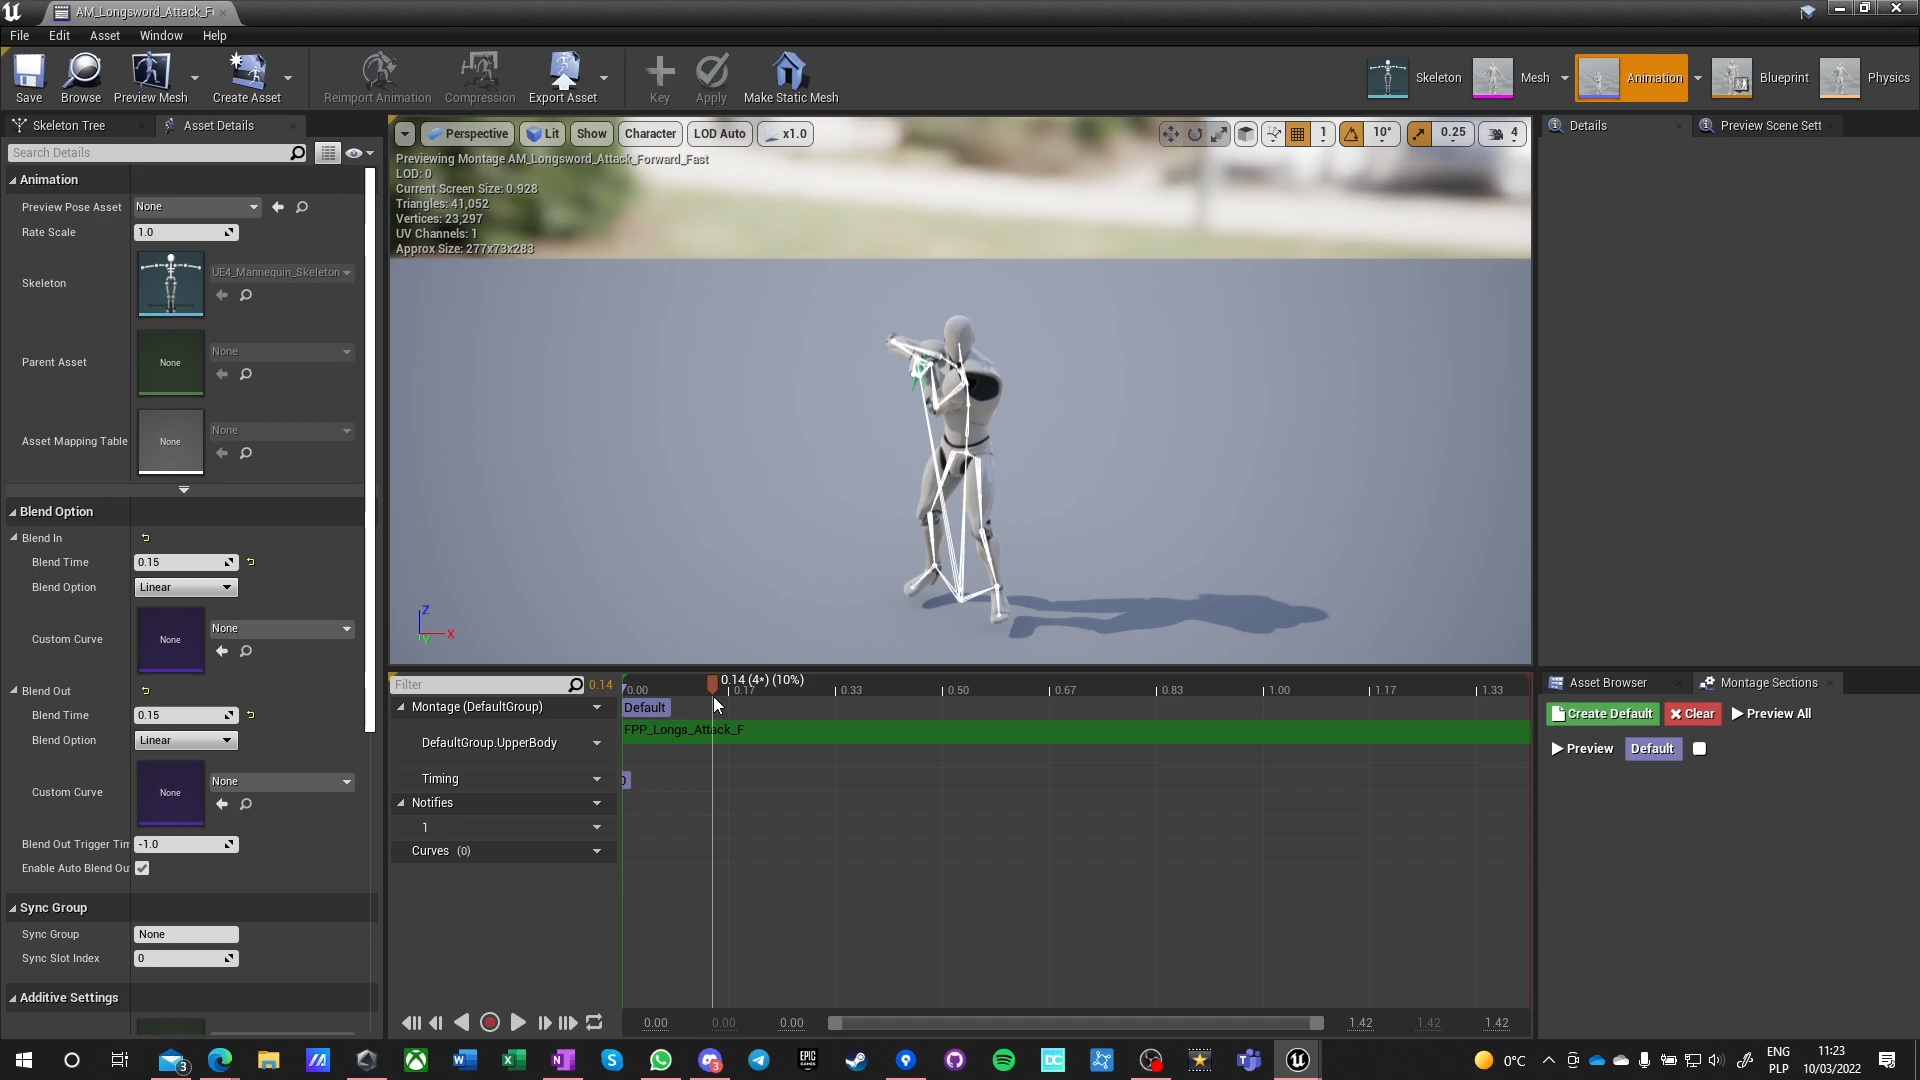 AM_Longsword_Attack_F
File Edit Asset Window Help
Save Browse Preview Mesh Create Asset Reimport Animation Compression Export Asset Key Apply Make Static Mesh
Skeleton Mesh Animation Blueprint Physics
Skeleton Tree Asset Details
Search Details
Animation
Preview Pose Asset None
Rate Scale 1.0
Skeleton UE4_Mannequin_Skeleton
Parent Asset None None
Asset Mapping Table None None
Blend Option
Blend In
Blend Time 0.15
Blend Option Linear
Custom Curve None None
Blend Out
Blend Time 0.15
Blend Option Linear
Custom Curve None None
Blend Out Trigger Tim -1.0
Enable Auto Blend Ou
Sync Group
Sync Group None
Sync Slot Index 0
Additive Settings
Perspective Lit Show Character LOD Auto x1.0
1 10° 0.25 4
Previewing Montage AM_Longsword_Attack_Forward_Fast
LOD: 0
Current Screen Size: 0.928
Triangles: 41,052
Vertices: 23,297
UV Channels: 1
Approx Size: 277x73x283
Z
X
Y
Filter 0.14
0.14 (4*) (10%)
0.00 0.17 0.33 0.50 0.67 0.83 1.00 1.17 1.33
Montage (DefaultGroup) Default
FPP_Longs_Attack_F
DefaultGroup.UpperBody
Timing
Notifies
1
Curves (0)
0.00 0.00 0.00 1.42 1.42 1.42
Details Preview Scene Sett
Asset Browser Montage Sections
Create Default Clear Preview All
Preview Default
3 3 EPIC GAMES DC
0°C ENG PLP 11:23 10/03/2022